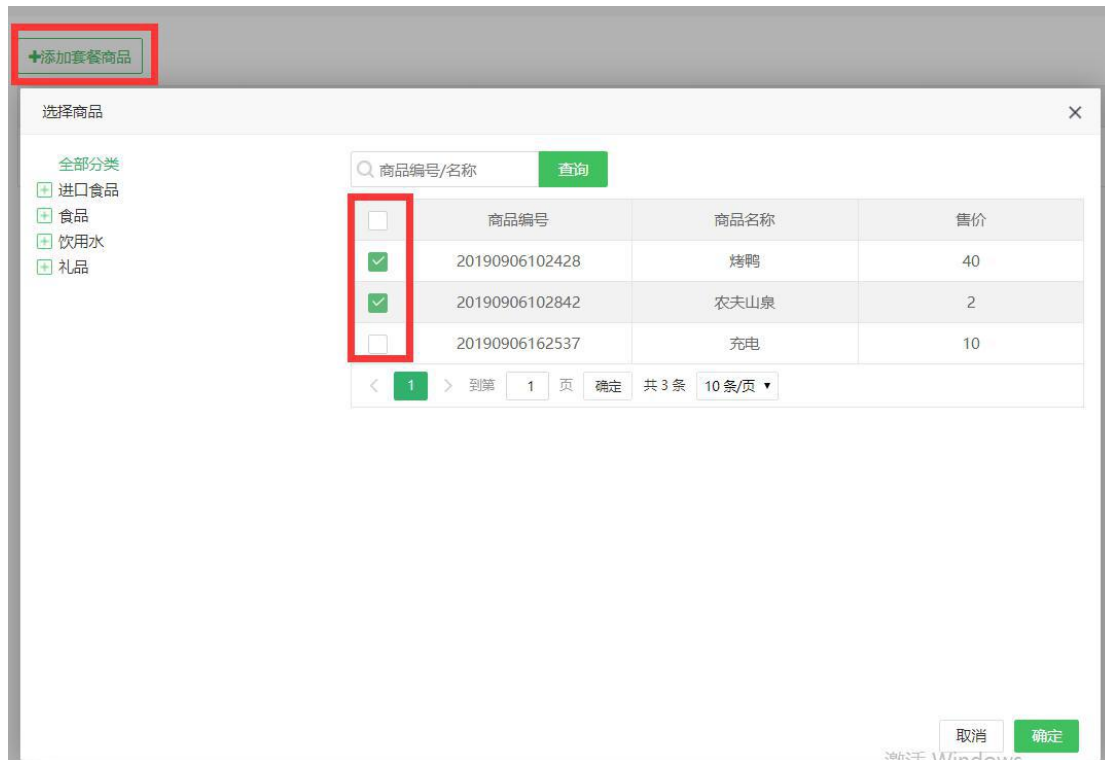 +添加套餐商品
选择商品
全部分类
进口食品
食品
饮用水
礼品
商品编号/名称 查询
商品编号 商品名称 售价
20190906102428 烤鸭 40
20190906102842 农夫山泉 2
20190906162537 充电 10
1 到第 1 页 确定 共 3 条 10 条/页
取消 确定
激活 Windows